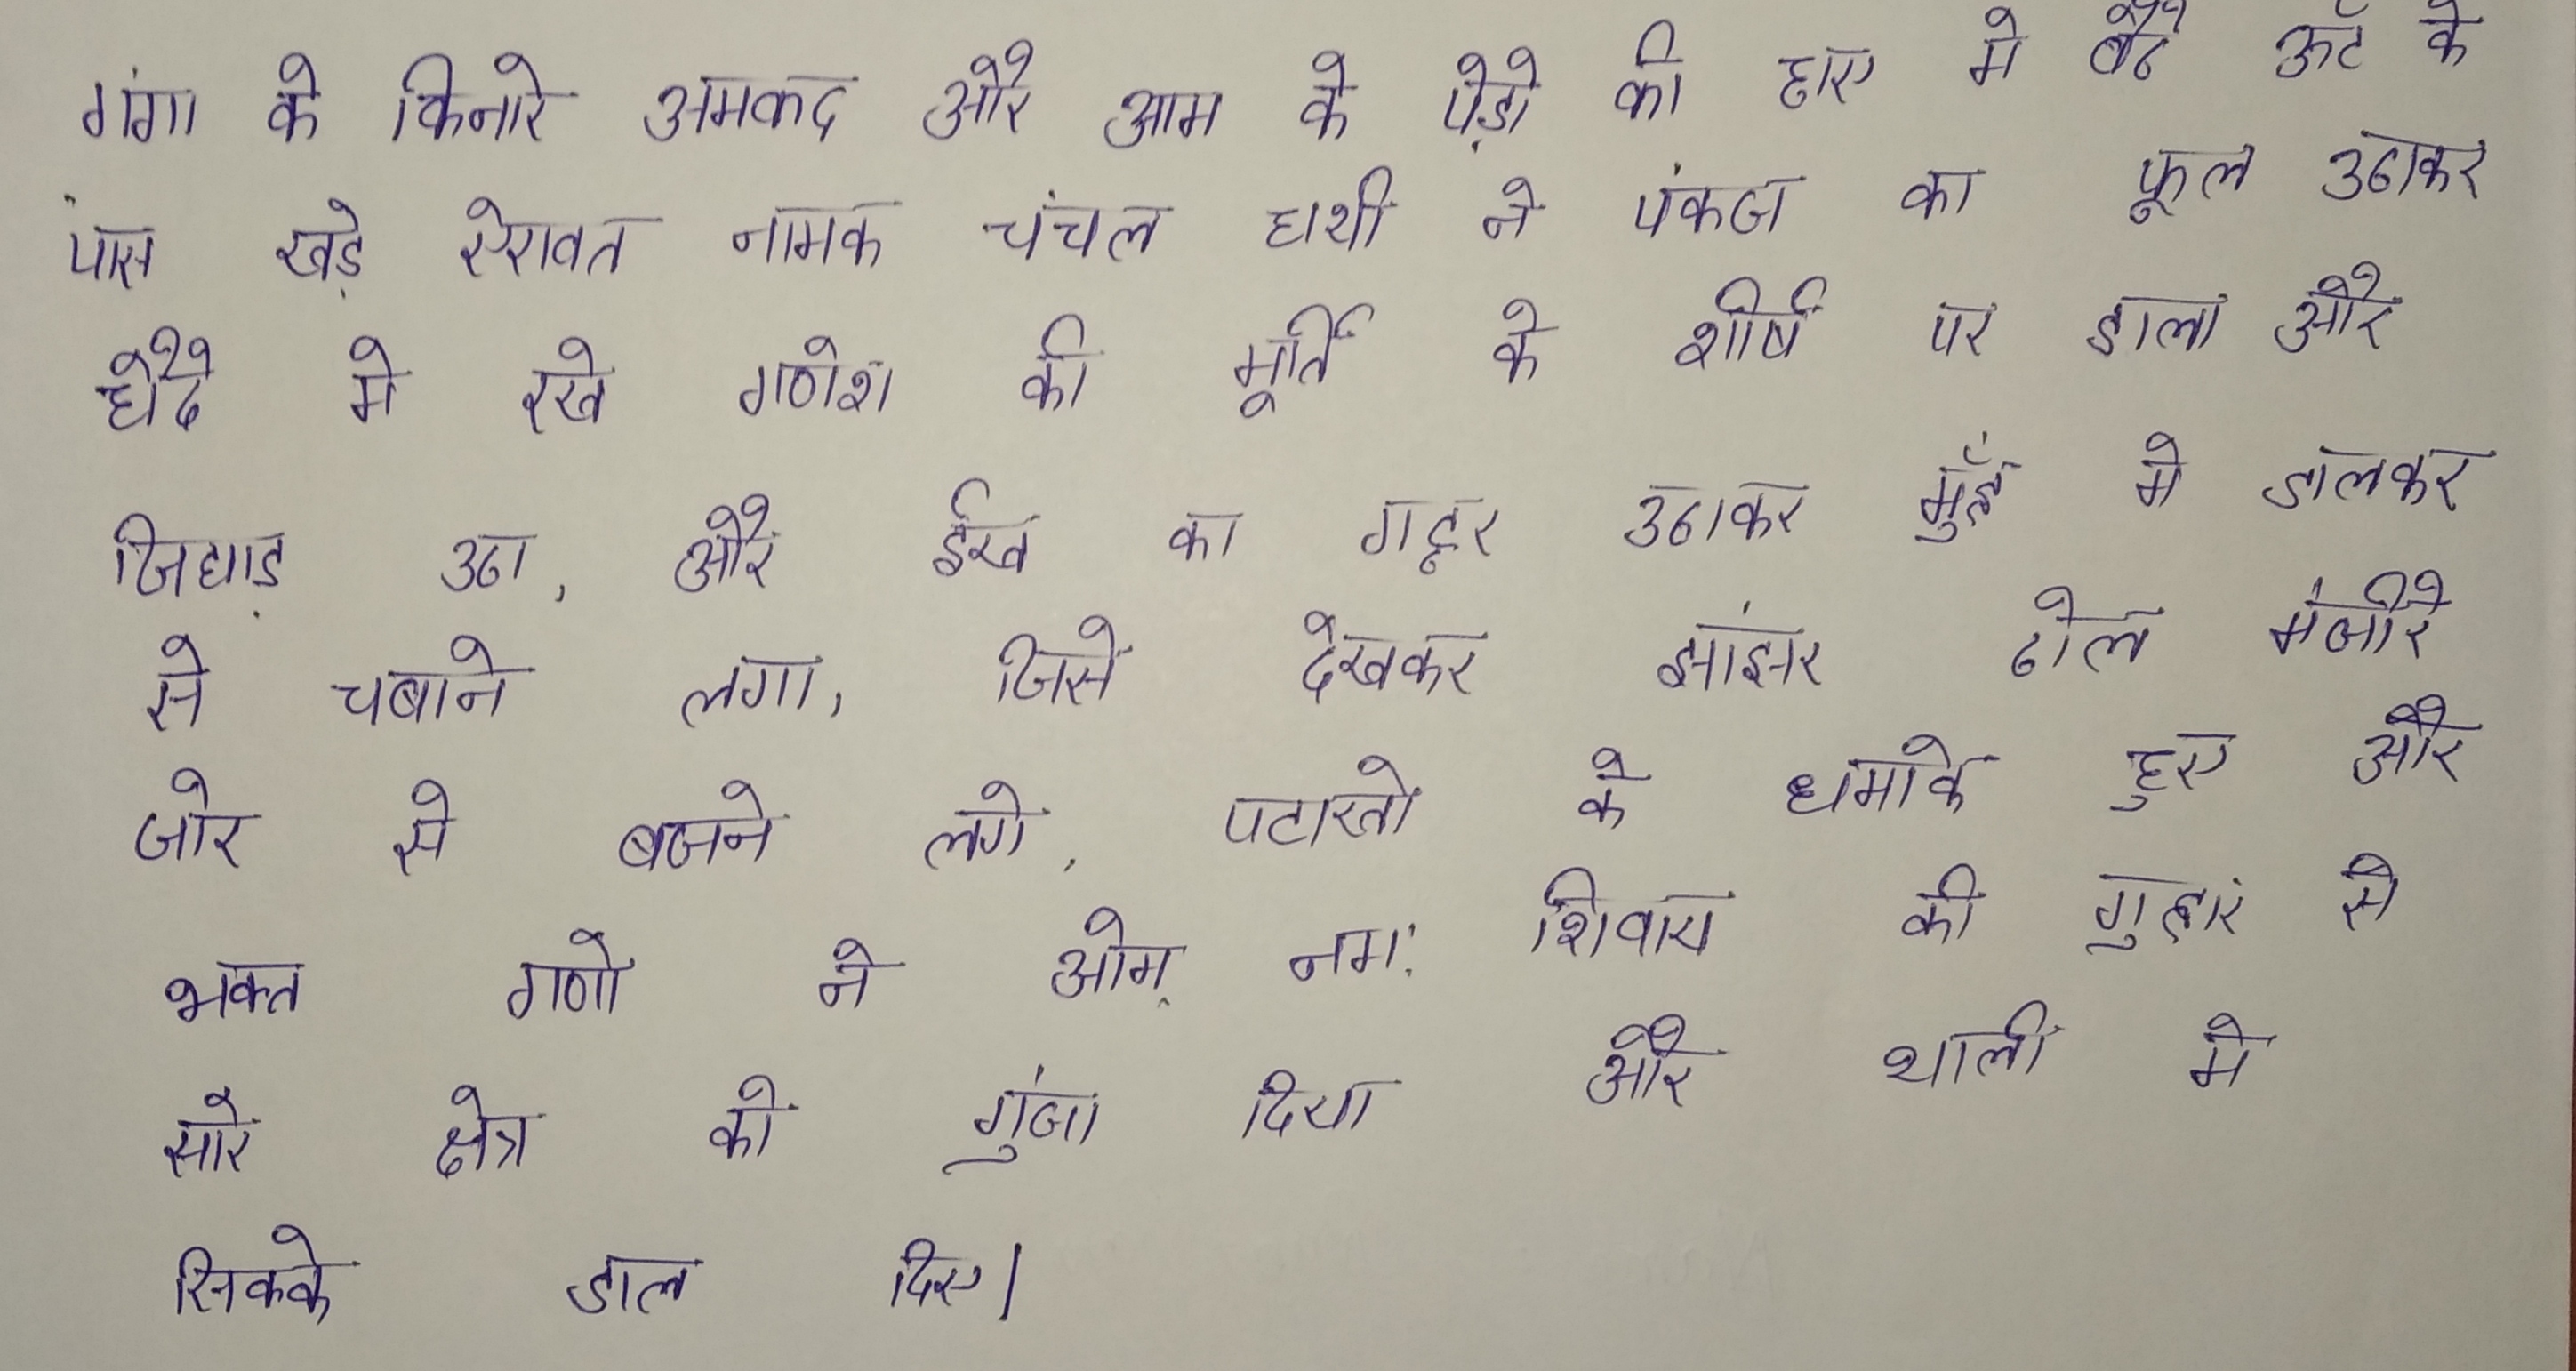 गंगा के किनारे अमरूद और आम के पेड़ो की छाए मे बैठे ऊँट के
पास खड़े ऐरावत नामक चंचल हाथी ने पंकज का फूल उठाकर
हौदे मे रखे गणेश की मूर्ति के शीर्ष पर डाला और
चिघाड़ उठा, और ईख का गट्ठर उठाकर मुँह मे डालकर
से चबाने लगा, जिसे देखकर झांझर ढोल मंजीरे
जोर से बजने लगे, पटाखो के धमाके हुए और
भक्त गणो ने ओम् नमः शिवाय की गुहार से
सारे क्षेत्र को गुंजा दिया और थाली मे
सिक्के डाल दिए।